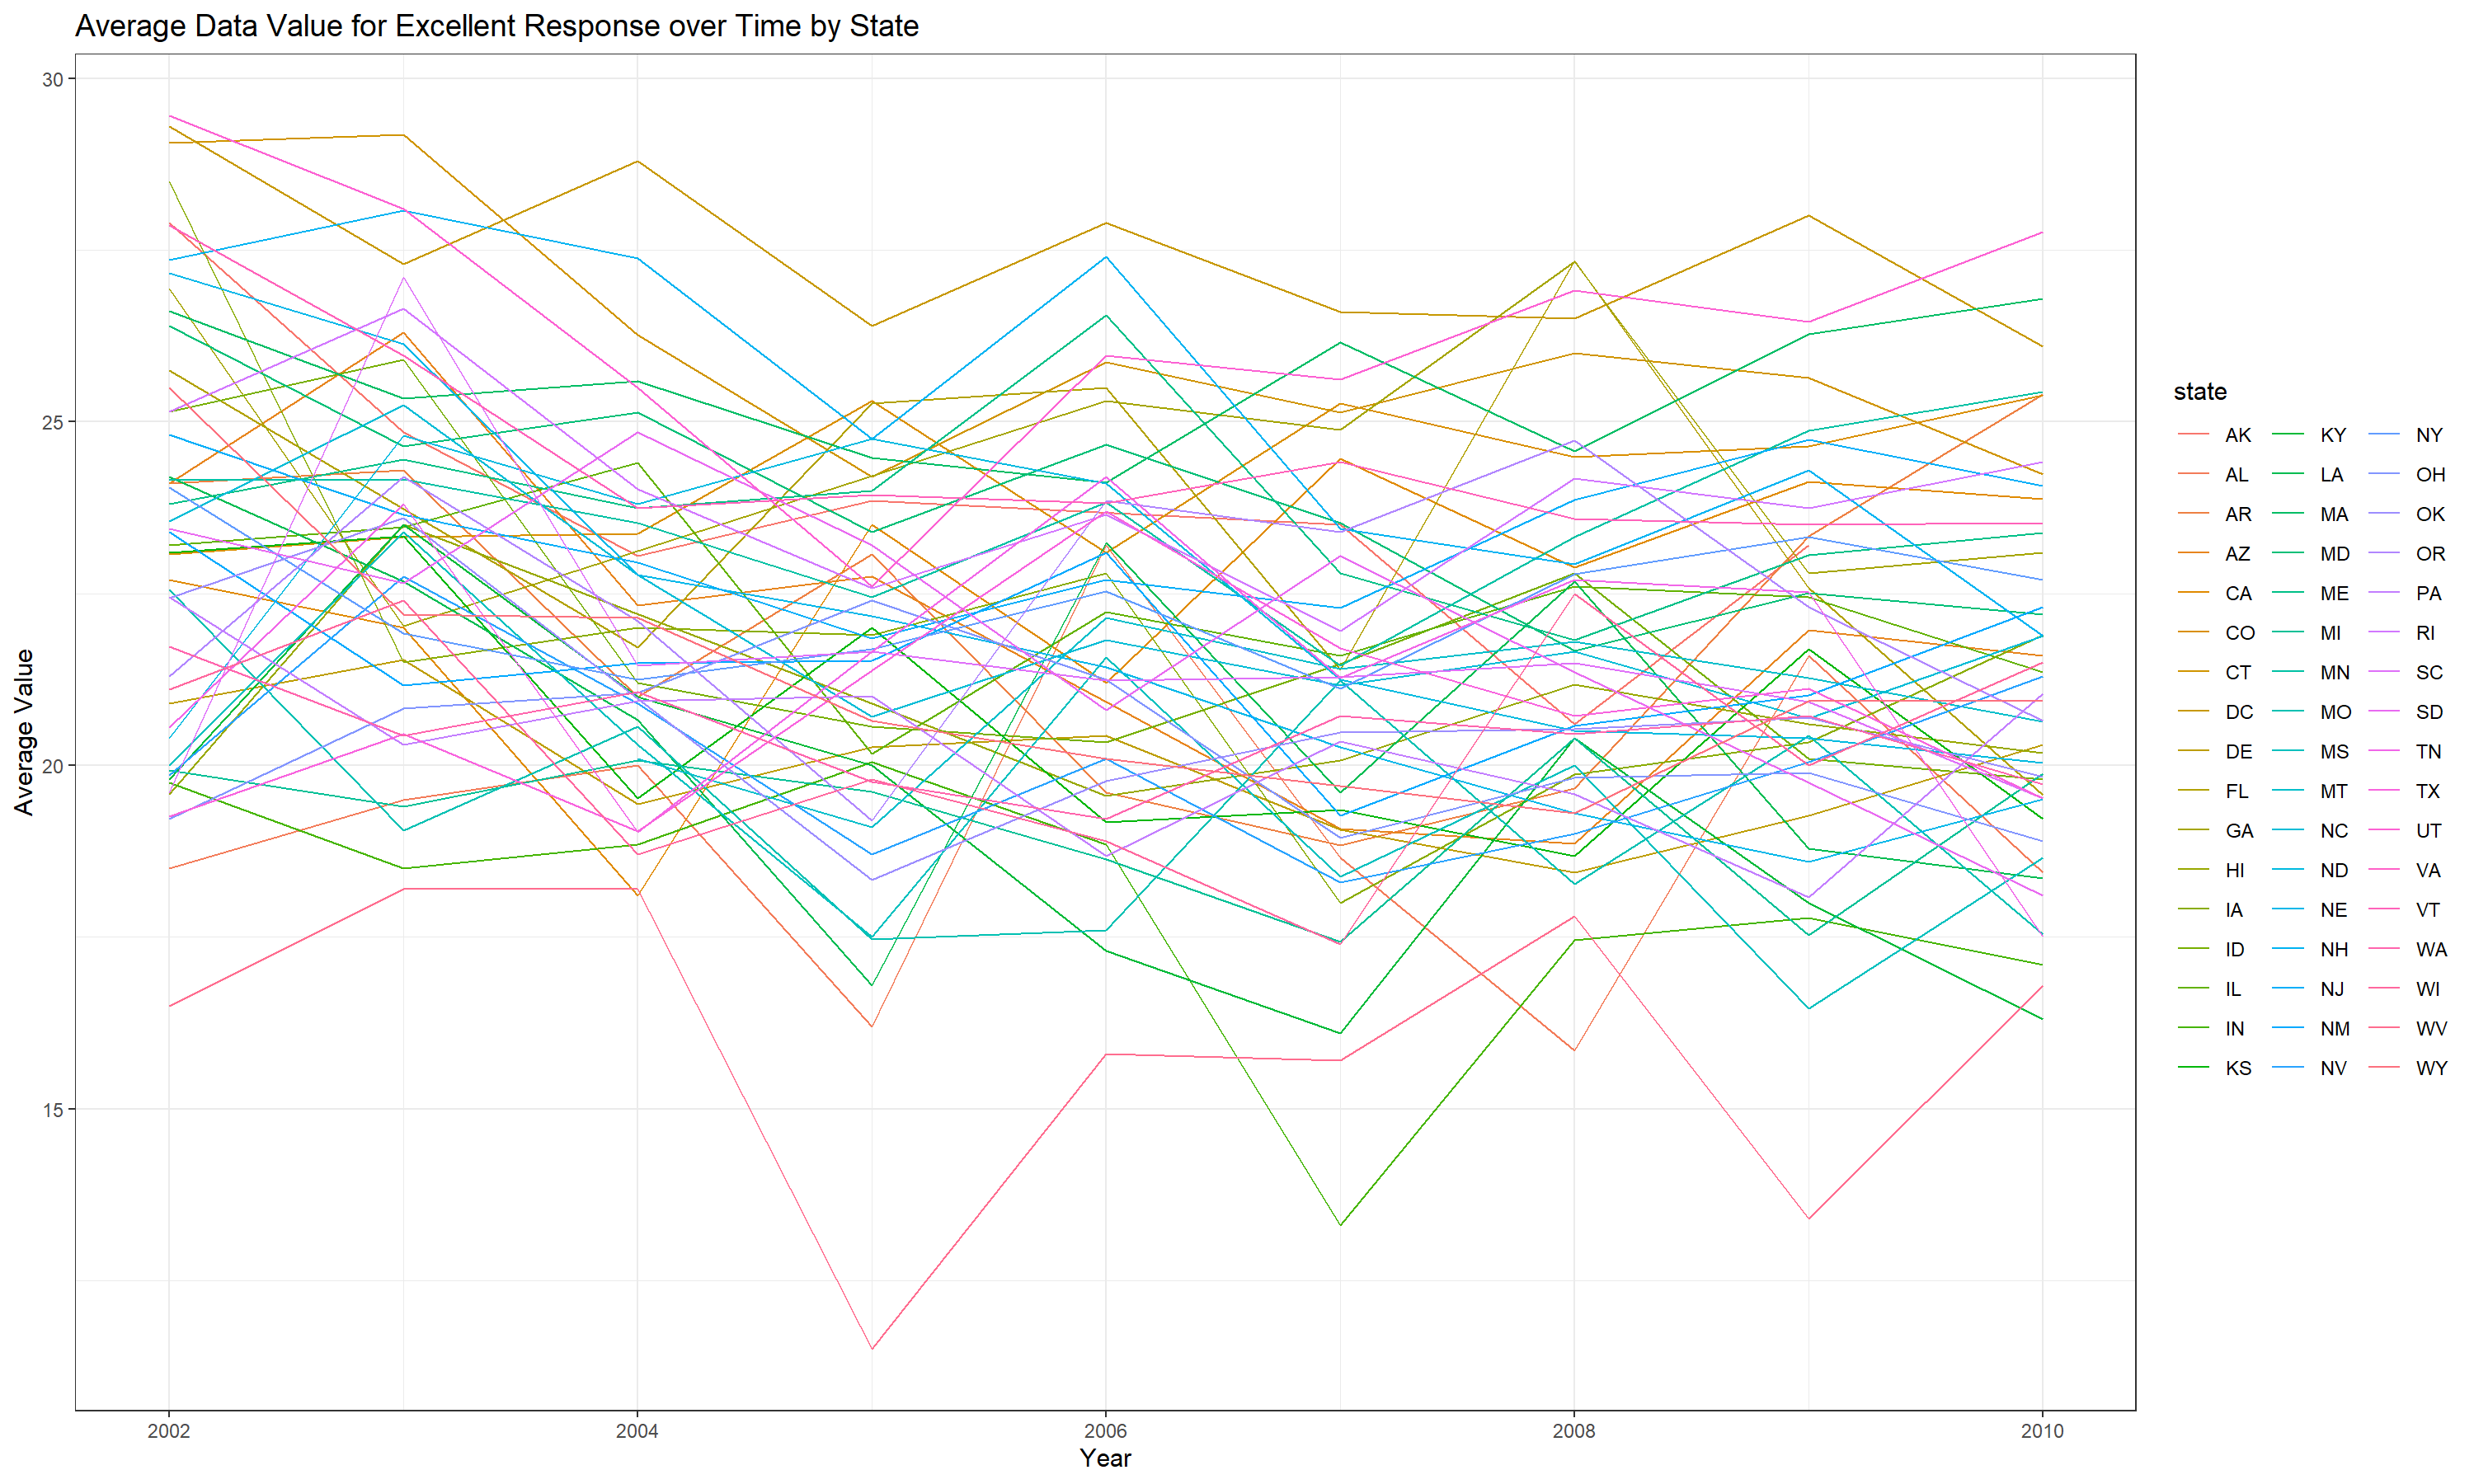 Average Data Value for Excellent Response over Time by State
30
25
20
15
Average Value
2002 2004 2006 2008 2010
Year
state
AK KY NY
AL LA OH
AR MA OK
AZ MD OR
CA ME PA
CO MI RI
CT MN SC
DC MO SD
DE MS TN
FL MT TX
GA NC UT
HI ND VA
IA NE VT
ID NH WA
IL NJ WI
IN NM WV
KS NV WY